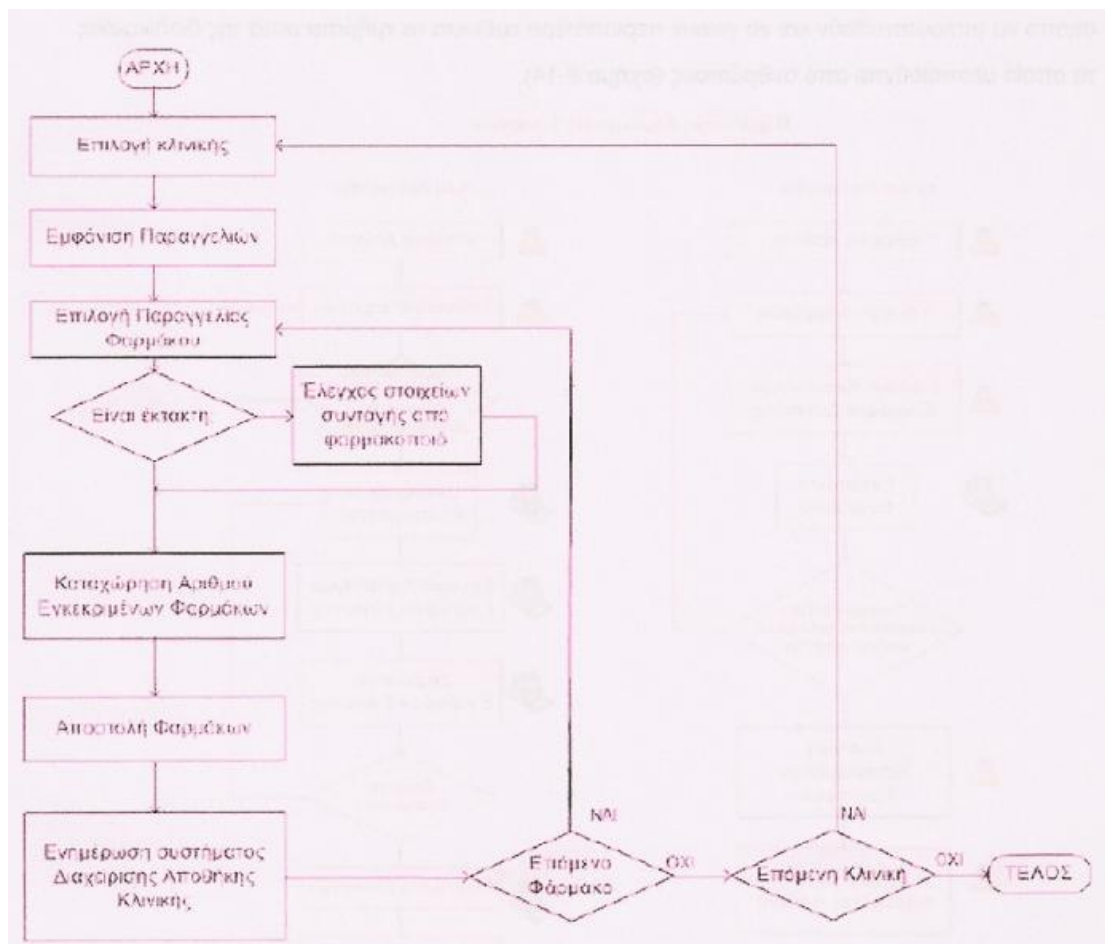 ΑΡΧΗ
Επιλογή κλινικής
Εμφάνιση Παραγγελιών
Επιλογή Παραγγελίας
Φαρμάκου
Είναι έκτακτη;
Έλεγχος στοιχείων
συνταγής από
φαρμακοποιό
Καταχώρηση Αριθμού
Εγκεκριμένων Φαρμάκων
Αποστολή Φαρμάκων
Ενημέρωση συστήματος
Διαχείρισης Αποθήκης
Κλινικής
ΝΑΙ
Επόμενο
Φάρμακο
ΟΧΙ
ΝΑΙ
Επόμενη Κλινική
ΟΧΙ
ΤΕΛΟΣ